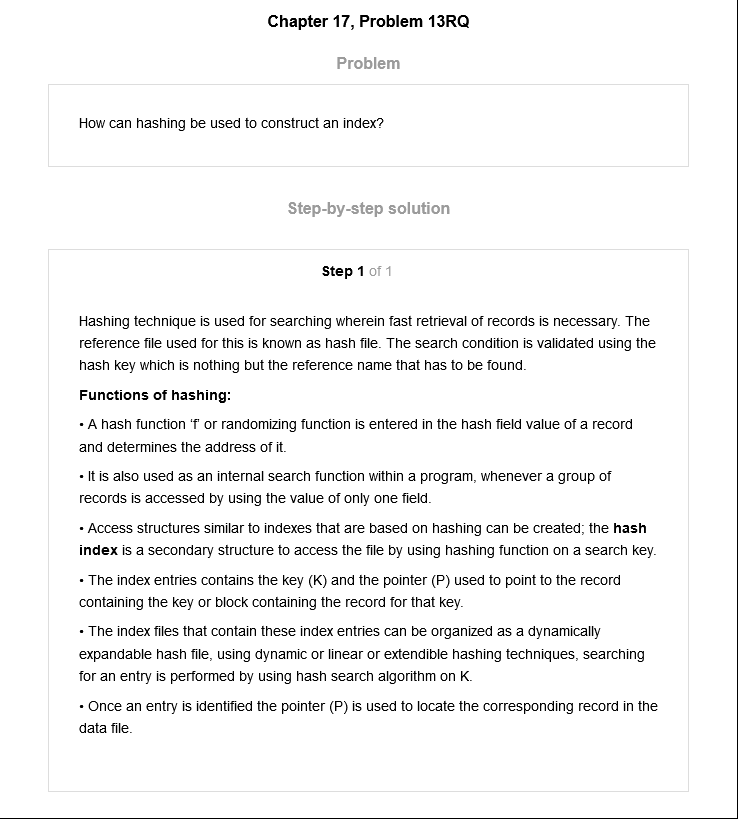 Chapter 17, Problem 13RQ
Problem
How can hashing be used to construct an index?
Step-by-step solution
Step 1 of 1
Hashing technique is used for searching wherein fast retrieval of records is necessary. The
reference file used for this is known as hash file. The search condition is validated using the
hash key which is nothing but the reference name that has to be found.
Functions of hashing:
• A hash function ‘f’ or randomizing function is entered in the hash field value of a record
and determines the address of it.
• It is also used as an internal search function within a program, whenever a group of
records is accessed by using the value of only one field.
• Access structures similar to indexes that are based on hashing can be created; the hash
index is a secondary structure to access the file by using hashing function on a search key.
• The index entries contains the key (K) and the pointer (P) used to point to the record
containing the key or block containing the record for that key.
• The index files that contain these index entries can be organized as a dynamically
expandable hash file, using dynamic or linear or extendible hashing techniques, searching
for an entry is performed by using hash search algorithm on K.
• Once an entry is identified the pointer (P) is used to locate the corresponding record in the
data file.